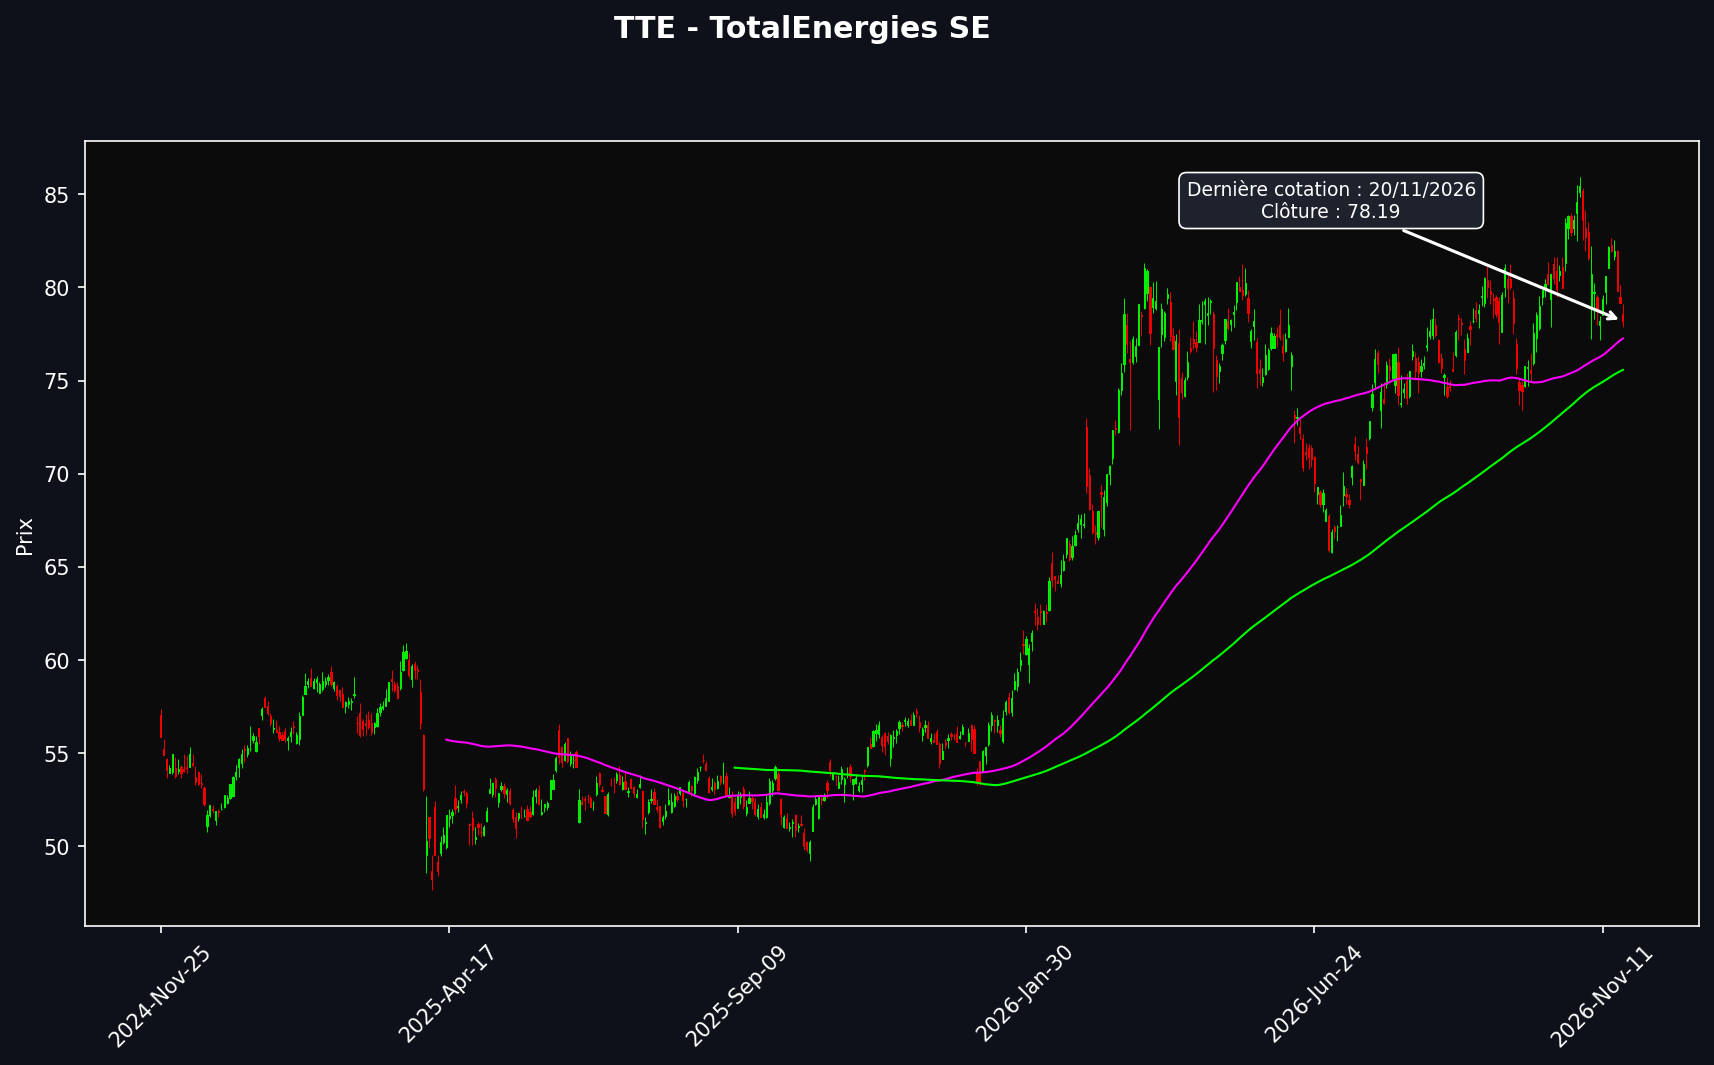 TTE - TotalEnergies SE
Dernière cotation : 20/11/2026
Clôture : 78.19
Prix
85
80
75
70
65
60
55
50
2024-Nov-25
2025-Apr-17
2025-Sep-09
2026-Jan-30
2026-Jun-24
2026-Nov-11